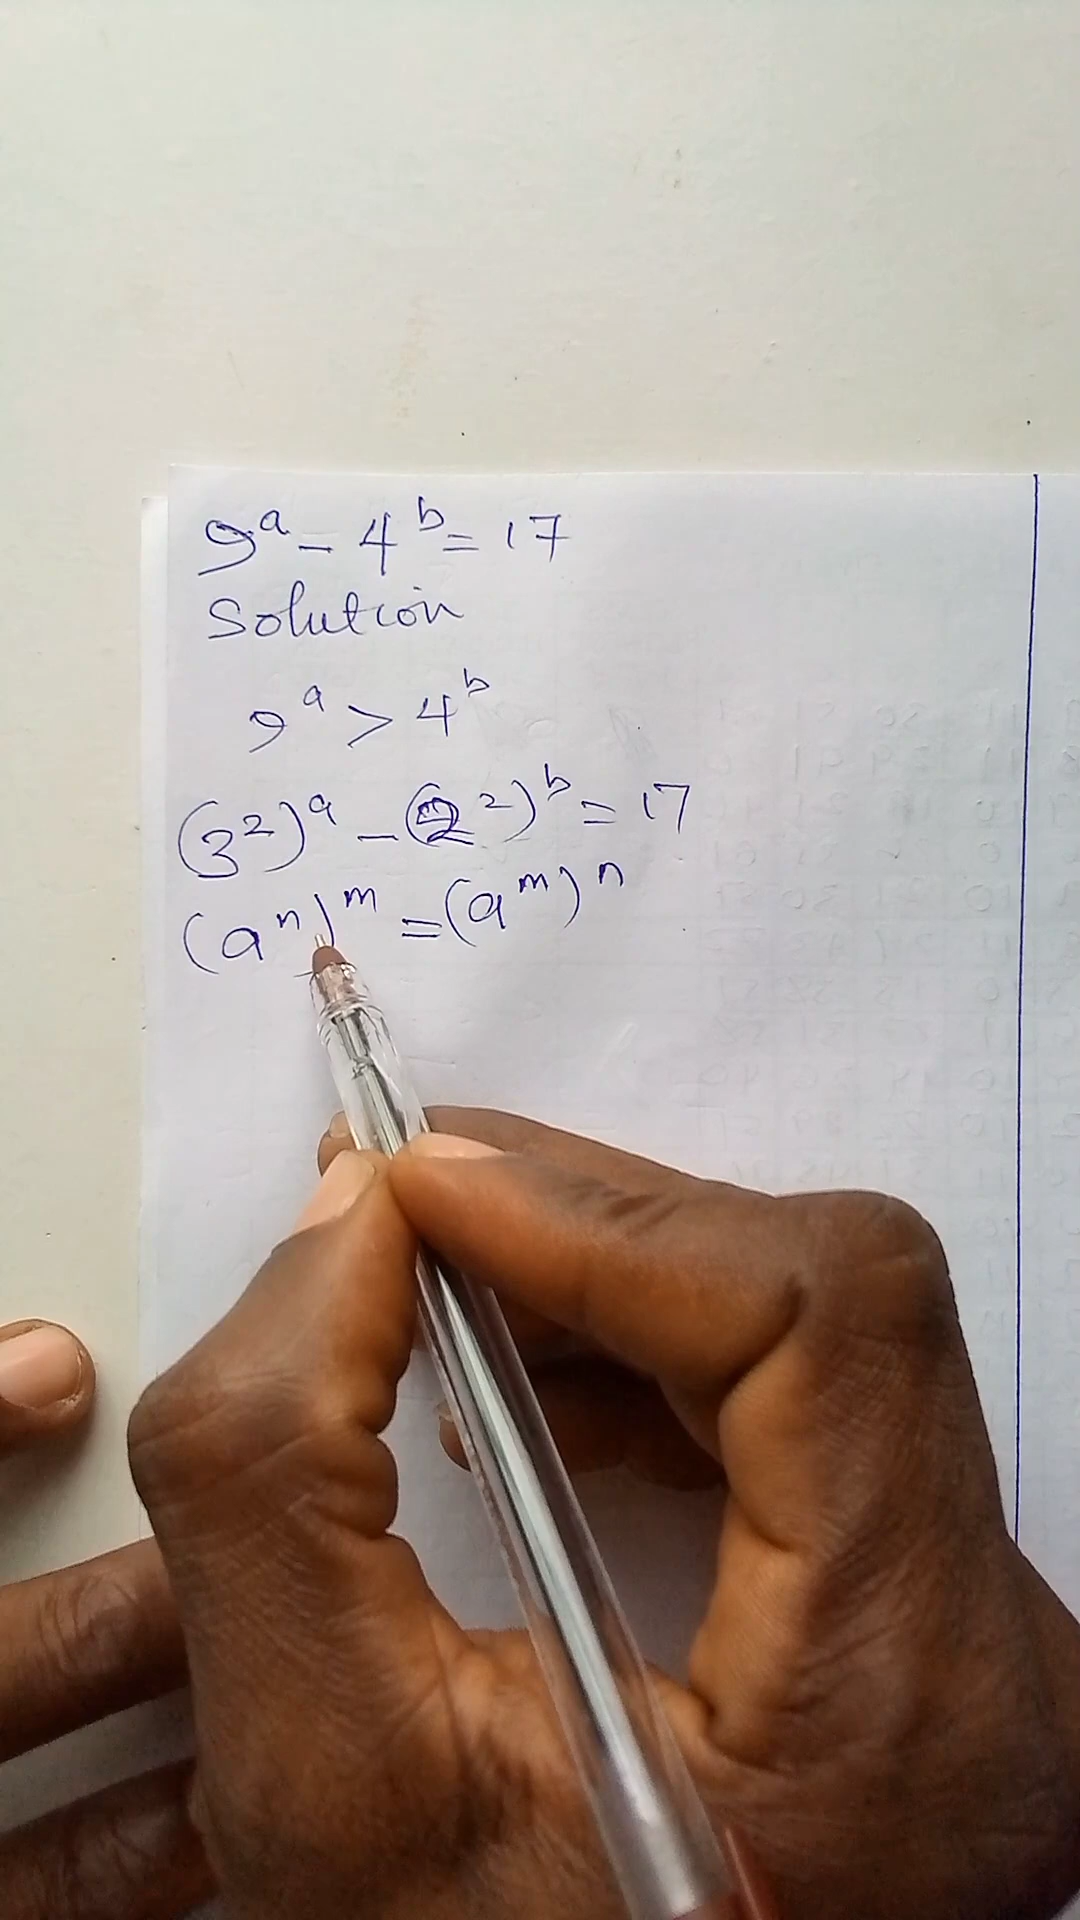 9^a - 4^b = 17
Solution
9^a > 4^b
(3^2)^a - (2^2)^b = 17
(a^n)^m = (a^m)^n